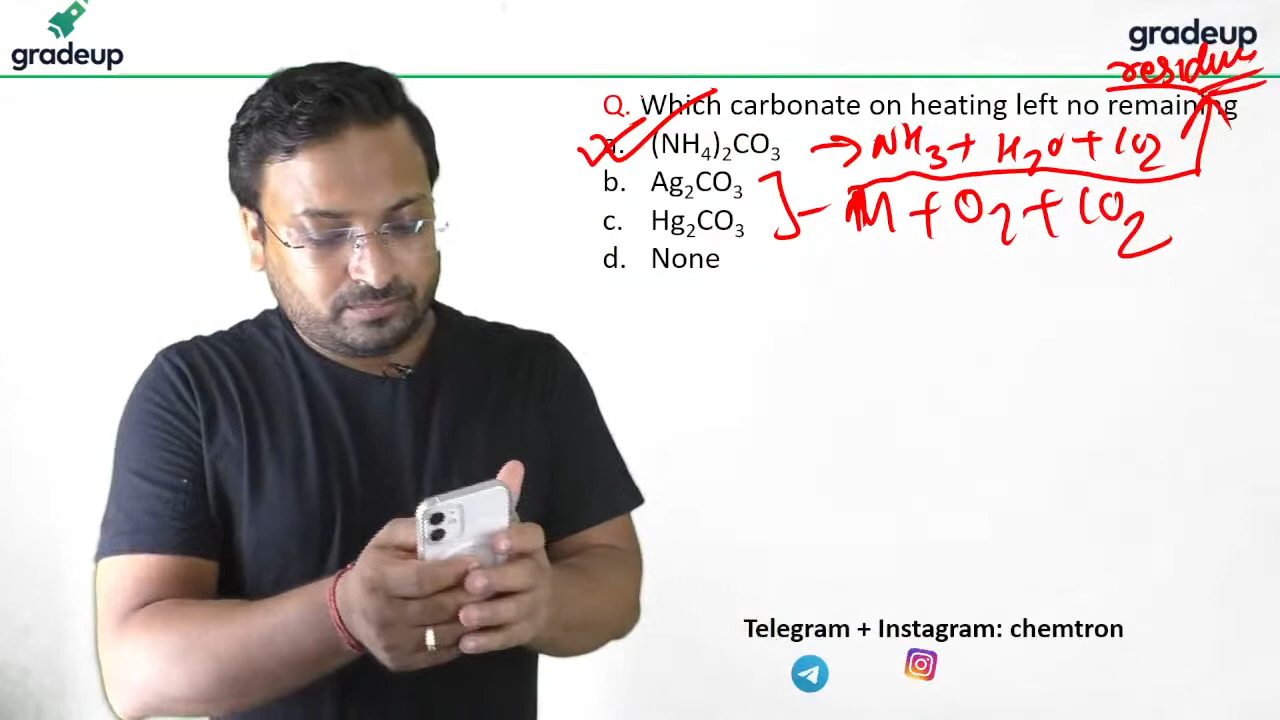 gradeup
gradeup
residue
Q. Which carbonate on heating left no remaining
a. (NH₄)₂CO₃ → NH₃ + H₂O + CO₂
b. Ag₂CO₃
c. Hg₂CO₃ ] - M + O₂ + CO₂
d. None
Telegram + Instagram: chemtron